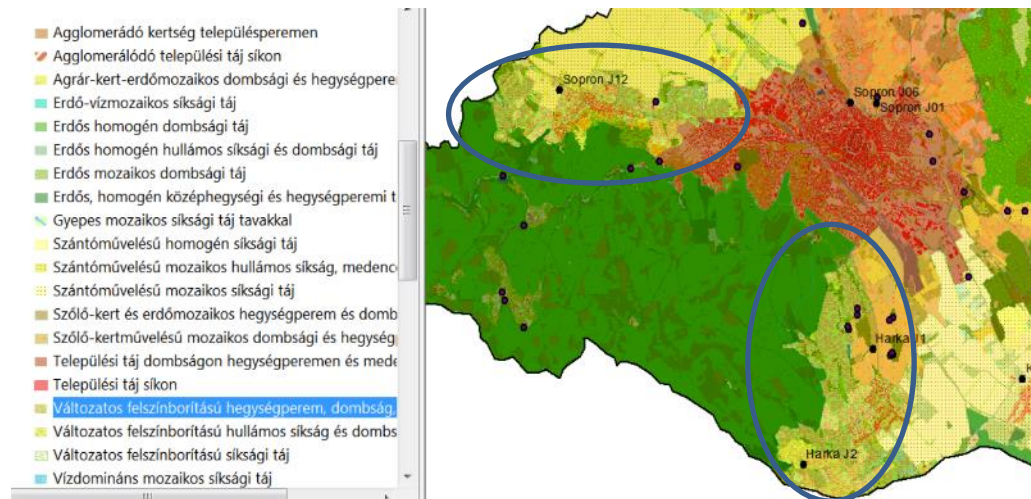 Agglomerádó kertség településperemen
Agglomerálódó települési táj síkon
Agrár-kert-erdőmozaikos dombsági és hegységpere
Erdő-vízmozaikos síksági táj
Erdős homogén dombsági táj
Erdős homogén hullámos síksági és dombsági táj
Erdős mozaikos dombsági táj
Erdős, homogén középhegységi és hegységperemi t
Gyepes mozaikos síksági táj tavakkal
Szántóművelésű homogén síksági táj
Szántóművelésű mozaikos hullámos síkság, medenc
Szántóművelésű mozaikos síksági táj
Szőlő-kert és erdőmozaikos hegységperem és domb
Szőlő-kertművelésű mozaikos dombsági és hegység
Települési táj dombságon hegységperemen és mede
Települési táj síkon
Változatos felszínborítású hegységperem, dombság,
Változatos felszínborítású hullámos síkság és dombs
Változatos felszínborítású síksági táj
Vízdomináns mozaikos síksági táj
Sopron J12
Sopron J06
Sopron J01
Harka J1
Harka J2